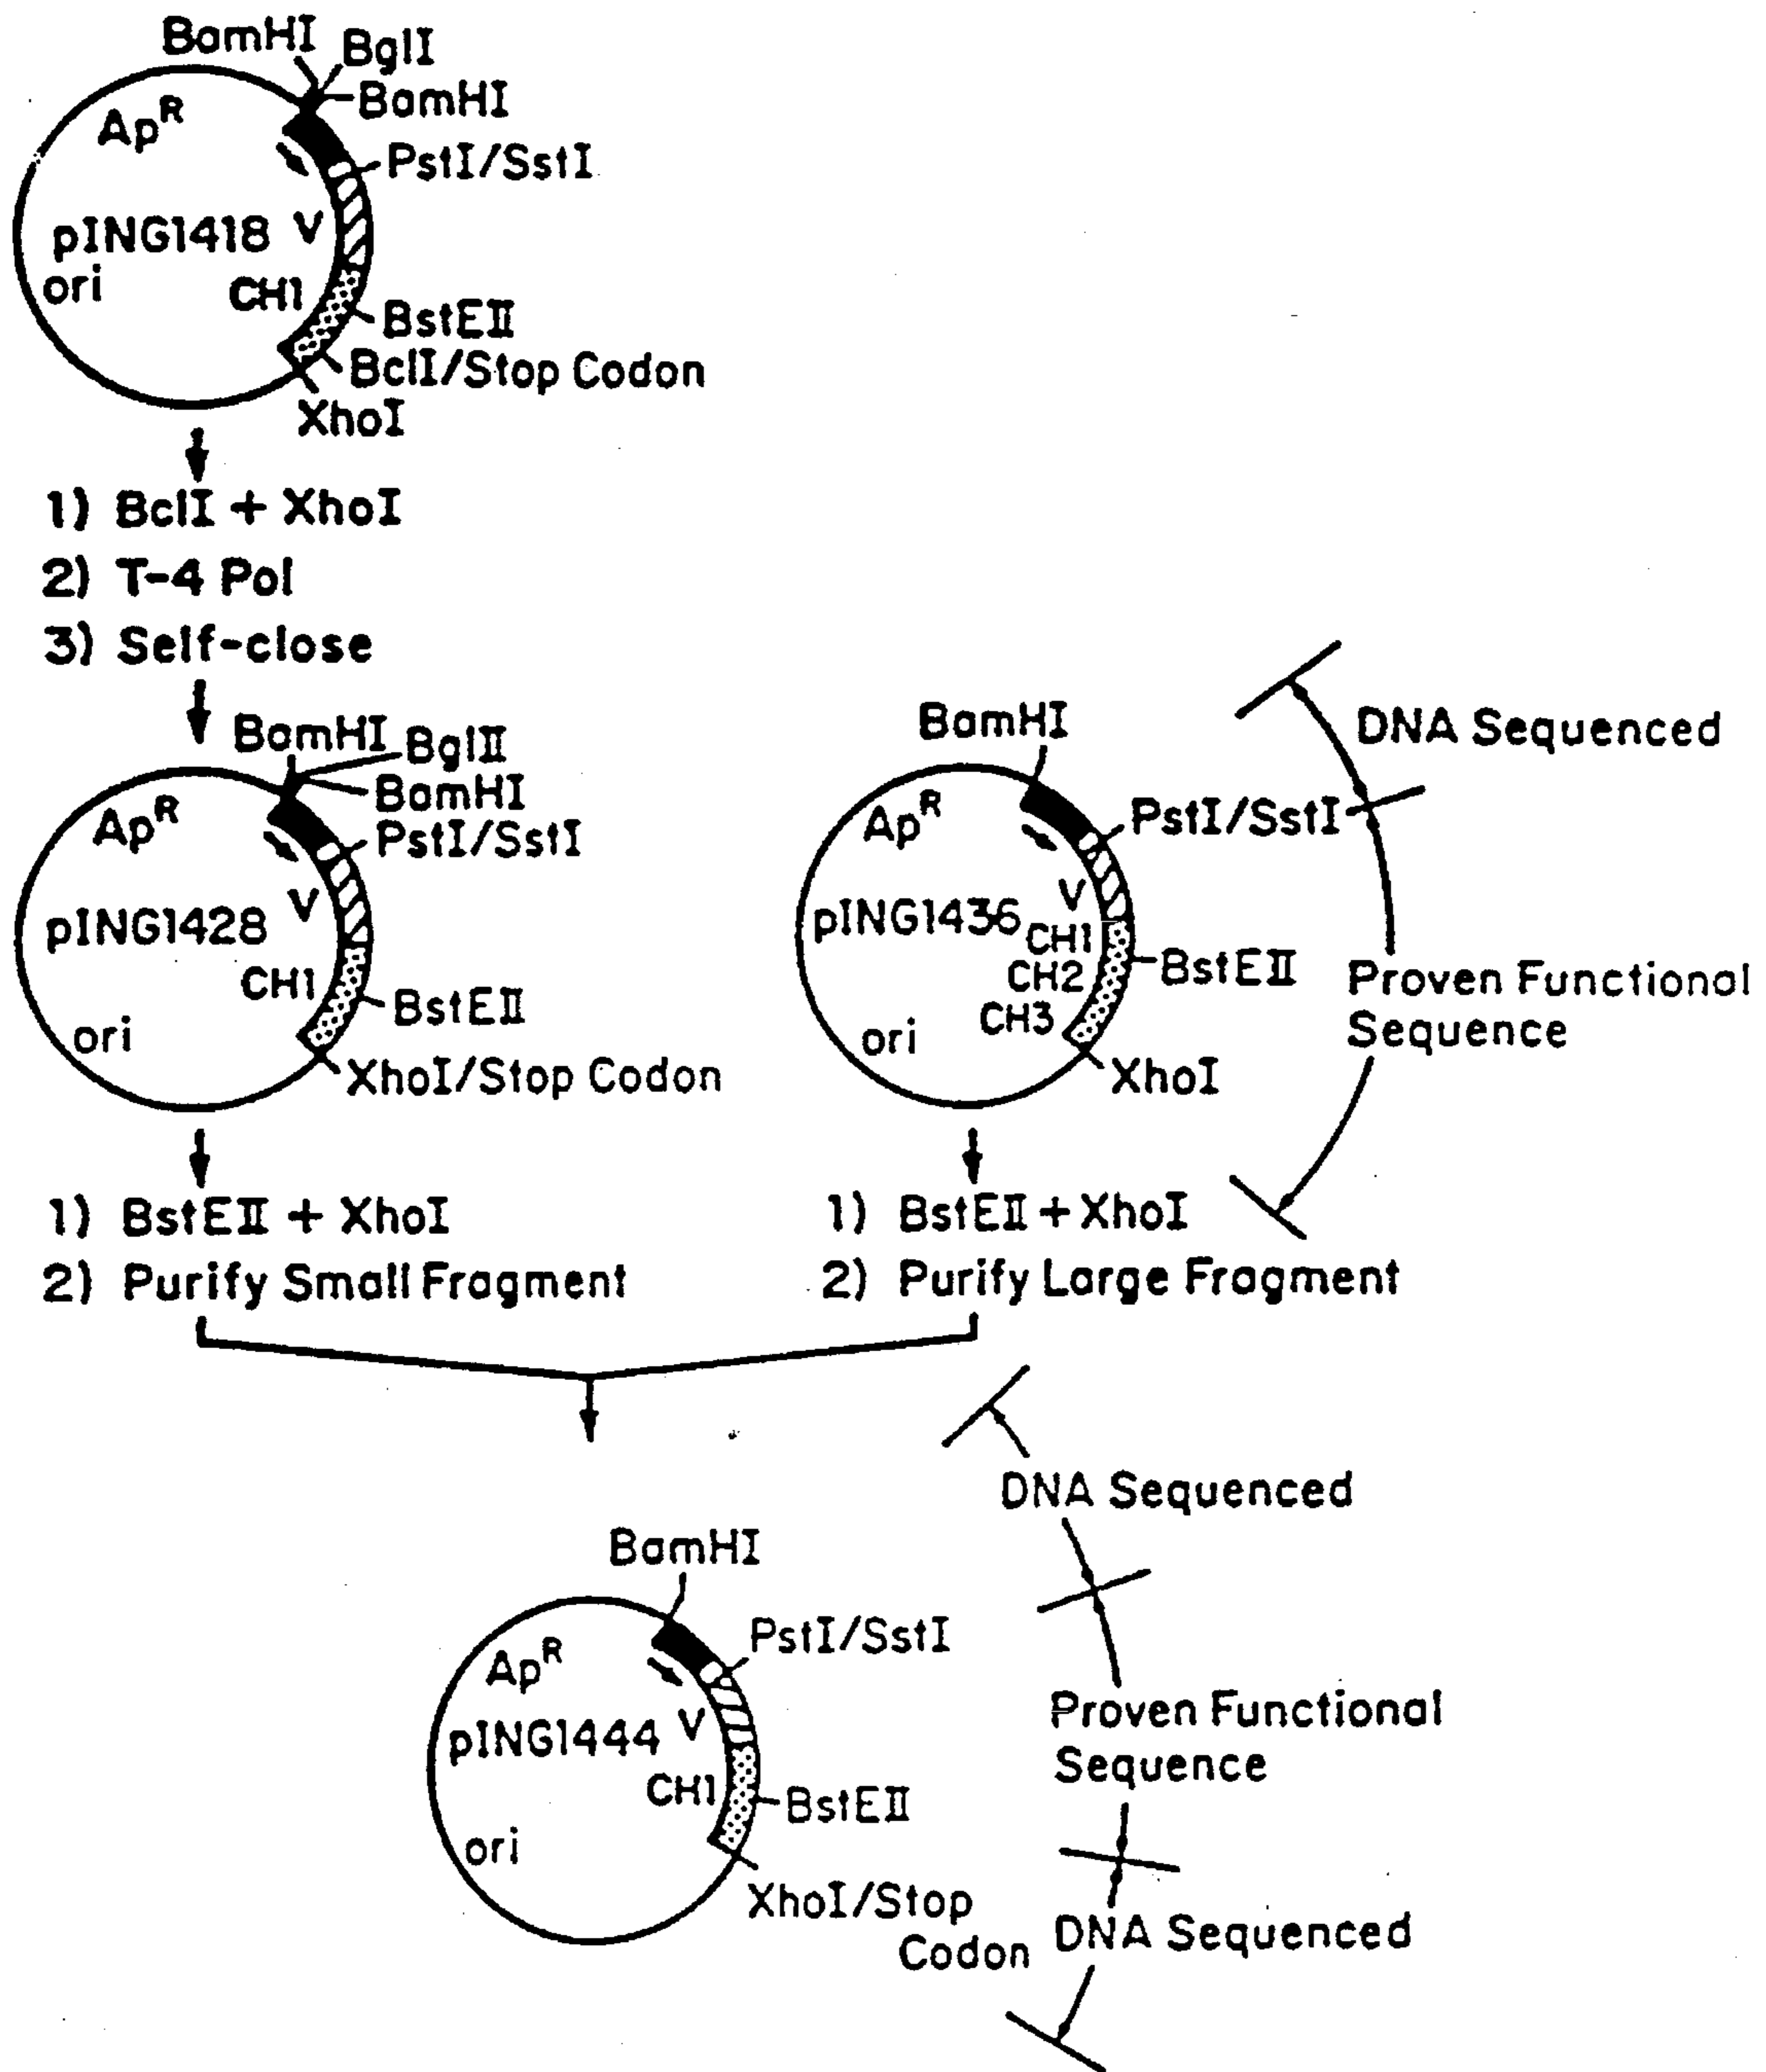 BamHI
BglI
BamHI
Ap^R
PstI/SstI
pING1418
V
ori
CH1
BstEII
BclI/Stop Codon
XhoI
1) BclI + XhoI
2) T-4 Pol
3) Self-close
BamHI
BglII
BamHI
Ap^R
PstI/SstI
V
pING1428
CH1
BstEII
ori
XhoI/Stop Codon
BamHI
DNA Sequenced
Ap^R
PstI/SstI
V
pING1436
CH1
CH2
CH3
BstEII
ori
XhoI
Proven Functional
Sequence
1) BstEII + XhoI
2) Purify Small Fragment
1) BstEII + XhoI
2) Purify Large Fragment
DNA Sequenced
BamHI
PstI/SstI
Ap^R
pING1444
V
CH1
BstEII
ori
XhoI/Stop
Codon
Proven Functional
Sequence
DNA Sequenced